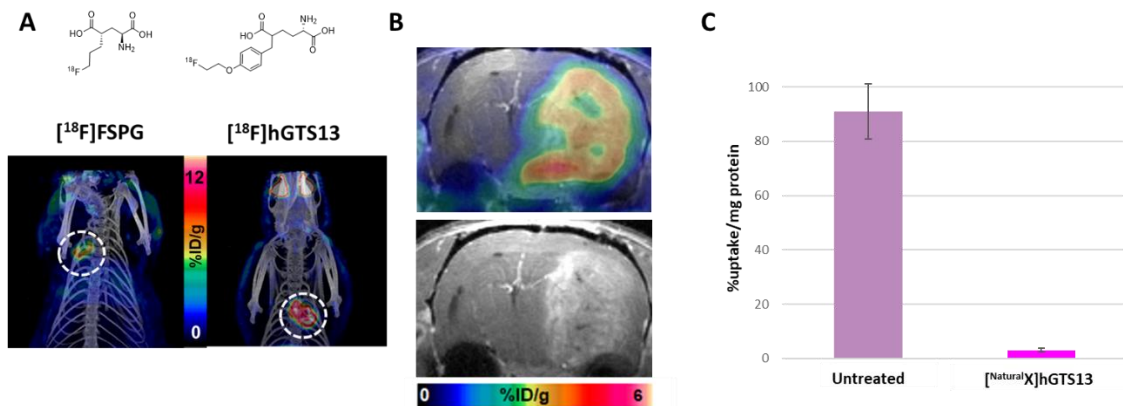 A
HO
O
O
OH
NH₂
¹⁸F
HO
O
NH₂
OH
O
¹⁸F
O
[¹⁸F]FSPG
[¹⁸F]hGTS13
12
%ID/g
0
B
0
%ID/g
6
C
%uptake/mg protein
100
80
60
40
20
0
Untreated
[ᴺᵃᵗᵘʳᵃˡX]hGTS13